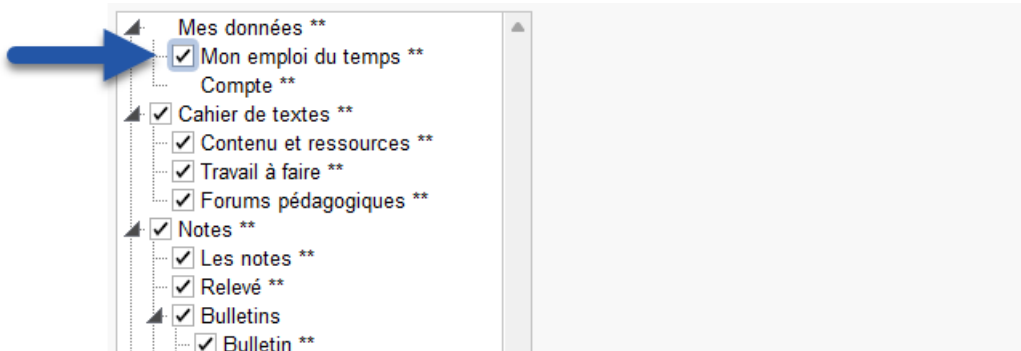 Mes données **
Mon emploi du temps **
Compte **
Cahier de textes **
Contenu et ressources **
Travail à faire **
Forums pédagogiques **
Notes **
Les notes **
Relevé **
Bulletins
Bulletin **